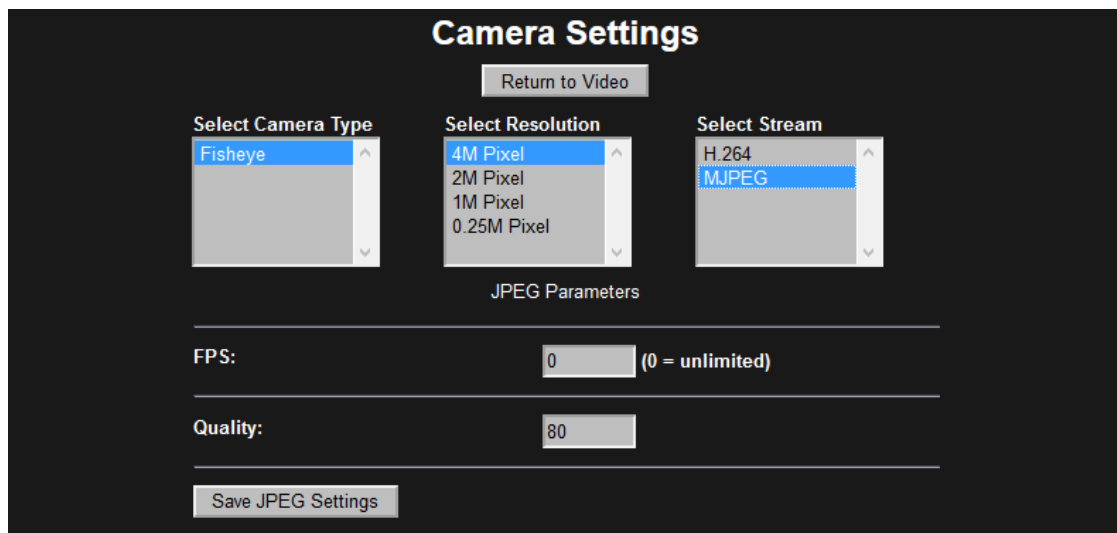 Camera Settings
Return to Video
Select Camera Type
Fisheye
Select Resolution
4M Pixel
2M Pixel
1M Pixel
0.25M Pixel
Select Stream
H.264
MJPEG
JPEG Parameters
FPS: 0 (0 = unlimited)
Quality: 80
Save JPEG Settings